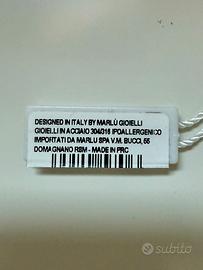 DESIGNED IN ITALY BY MARLÙ GIOIELLI
GIOIELLI IN ACCIAIO 304/316 IPOALLERGENICO
IMPORTATI DA MARLU SPA V.M. BUCCI, 55
DOMAGNANO RSM - MADE IN PRC
subito